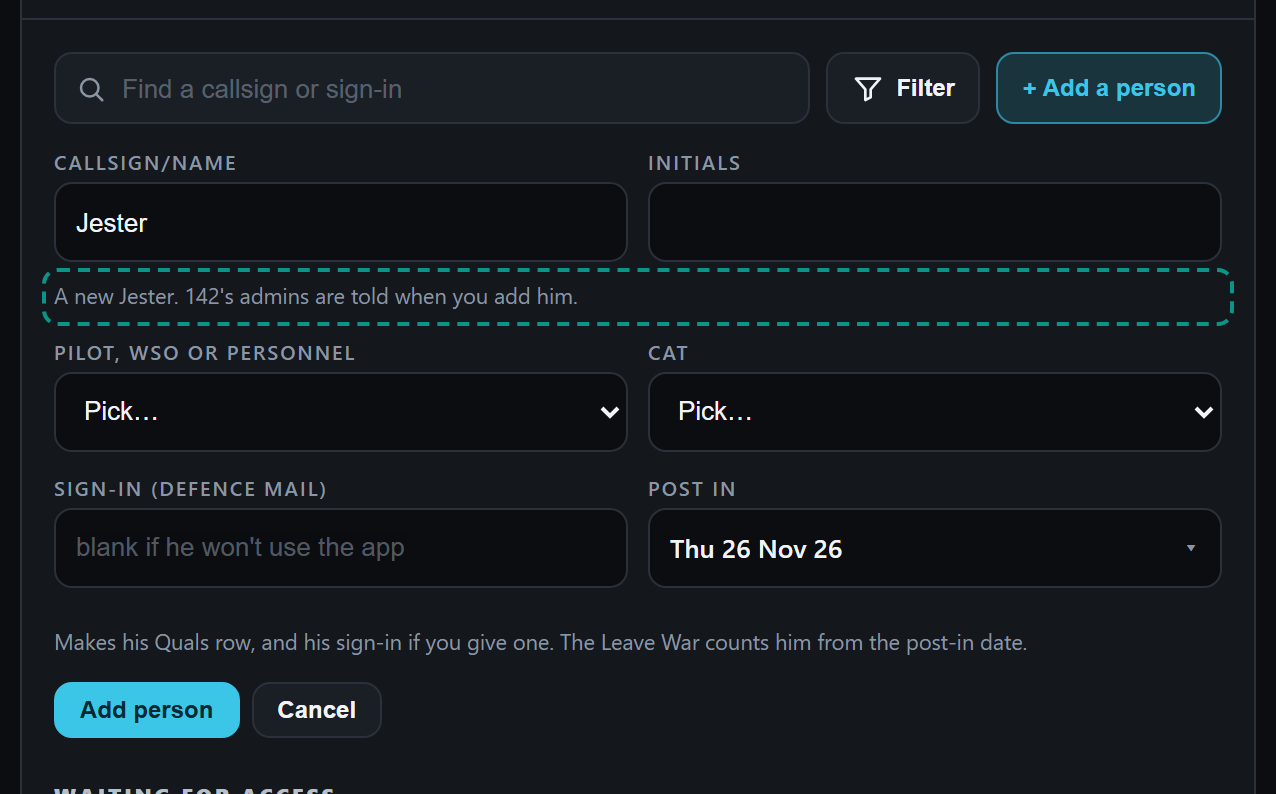 Find a callsign or sign-in
Filter
+ Add a person
CALLSIGN/NAME
INITIALS
Jester
A new Jester. 142's admins are told when you add him.
PILOT, WSO OR PERSONNEL
CAT
Pick…
Pick…
SIGN-IN (DEFENCE MAIL)
POST IN
blank if he won't use the app
Thu 26 Nov 26
Makes his Quals row, and his sign-in if you give one. The Leave War counts him from the post-in date.
Add person
Cancel
WAITING FOR ACCESS